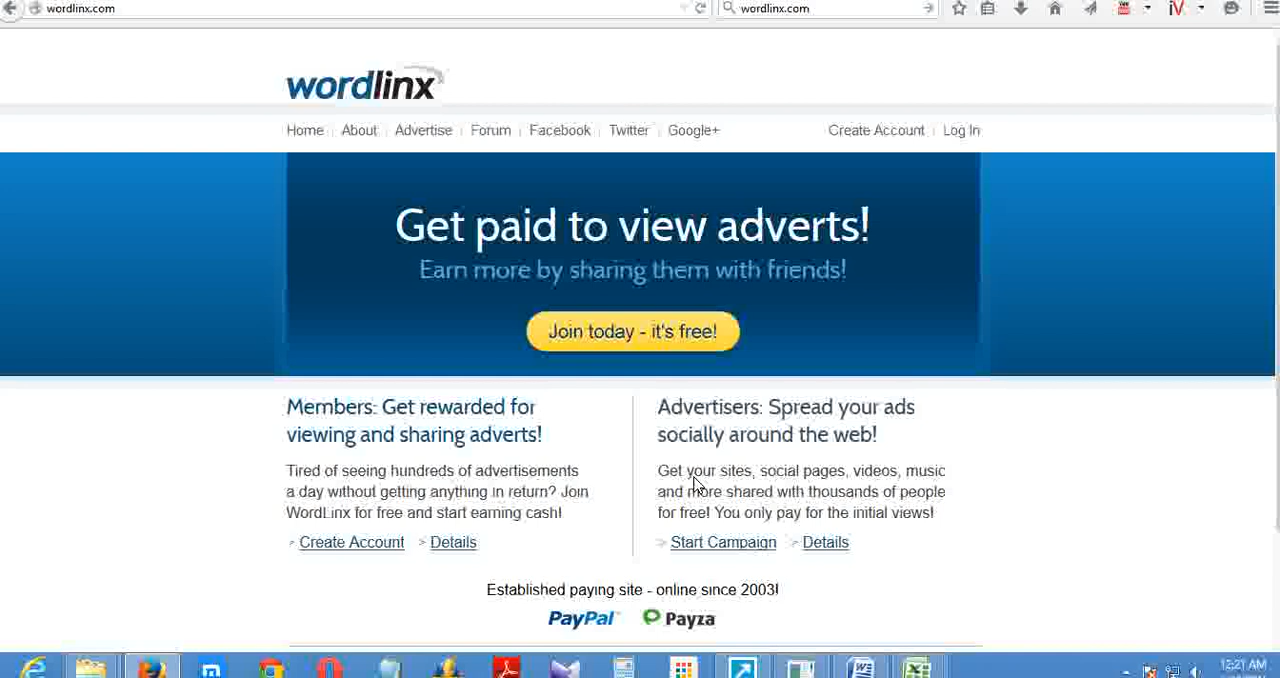 wordlinx.com
wordlinx.com
wordlinx
Home About Advertise Forum Facebook Twitter Google+ Create Account Log In
Get paid to view adverts!
Earn more by sharing them with friends!
Join today - it's free!
Members: Get rewarded for
viewing and sharing adverts!
Tired of seeing hundreds of advertisements
a day without getting anything in return? Join
WordLinx for free and start earning cash!
Create Account Details
Advertisers: Spread your ads
socially around the web!
Get your sites, social pages, videos, music
and more shared with thousands of people
for free! You only pay for the initial views!
Start Campaign Details
Established paying site - online since 2003!
PayPal Payza
12:21 AM